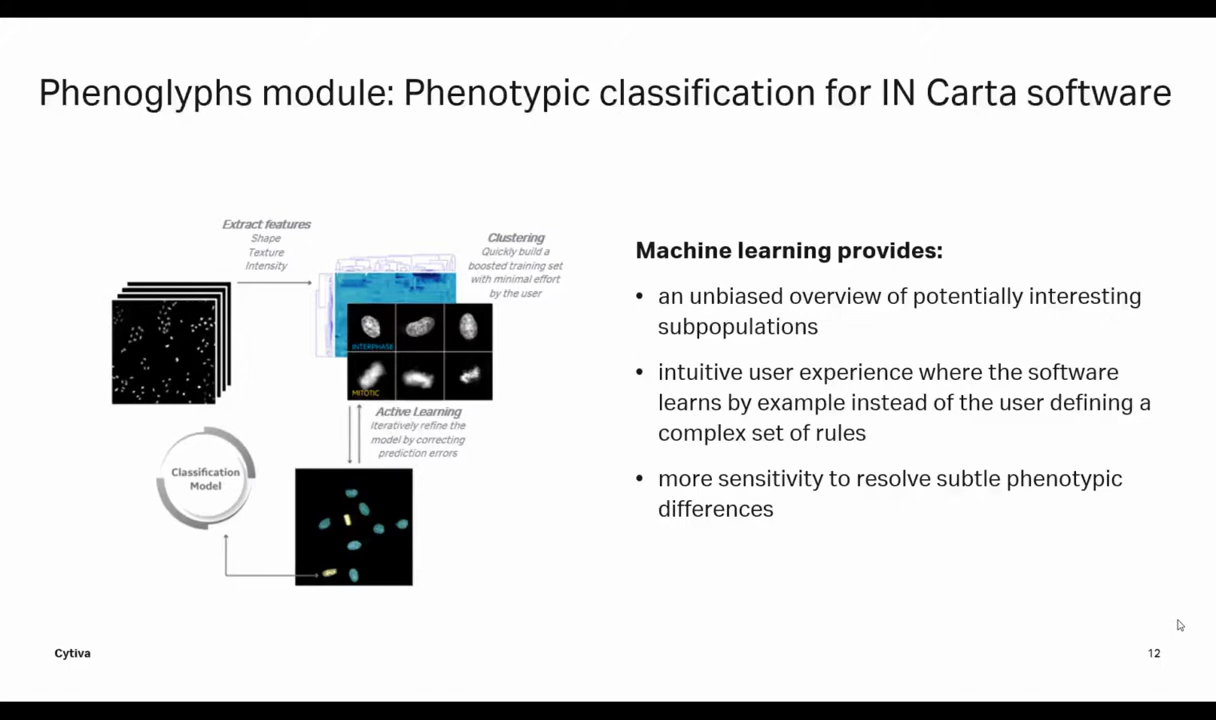 Phenoglyphs module: Phenotypic classification for IN Carta software
Extract features
Shape
Texture
Intensity
Clustering
Quickly build a
boosted training set
with minimal effort
by the user
INTERPHASE
MITOTIC
Active Learning
Iteratively refine the
model by correcting
prediction errors
Classification
Model
Machine learning provides:
• an unbiased overview of potentially interesting
subpopulations
• intuitive user experience where the software
learns by example instead of the user defining a
complex set of rules
• more sensitivity to resolve subtle phenotypic
differences
Cytiva
12